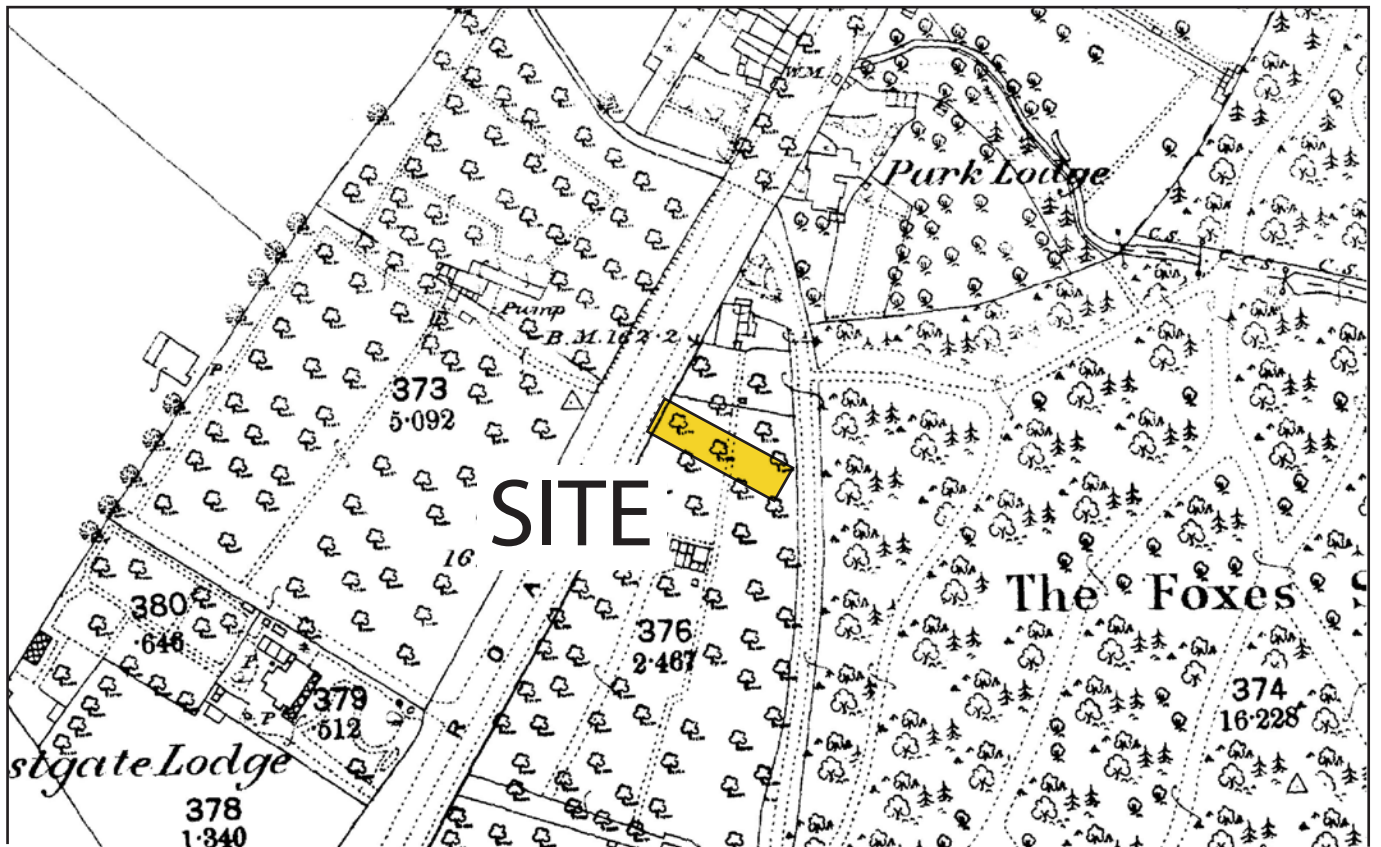 W.M.
Park Lodge
C.S.
C.C.S.
C.S.
Pump
B.M. 162·2
P
373
5·092
SITE
16
The Foxes S
380
·646
376
2·467
R O A
374
16·228
P
379
512
P
stgate Lodge
378
1·340